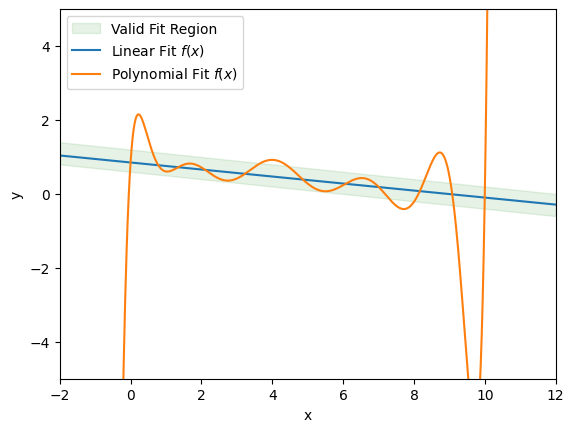 Valid Fit Region
Linear Fit f(x)
Polynomial Fit f(x)
4
2
0
−2
−4
y
−2 0 2 4 6 8 10 12
x